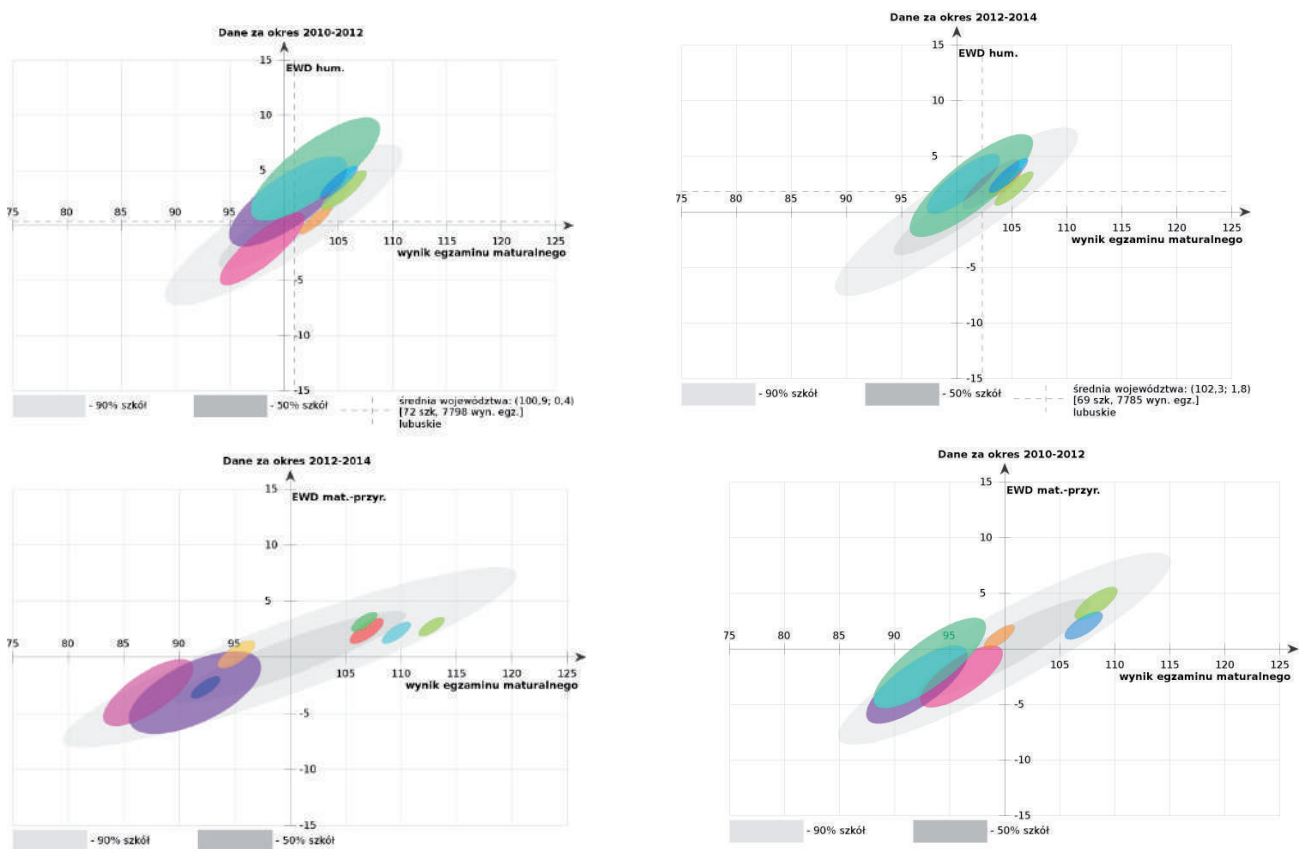 Dane za okres 2010-2012
15
EWD hum.
10
5
75 80 85 90 95
105 110 115 120 125
wynik egzaminu maturalnego
-5
-10
-15
- 90% szkół - 50% szkół
średnia województwa: (100,9; 0,4)
[72 szk, 7798 wyn. egz.]
lubuskie
Dane za okres 2012-2014
15
EWD hum.
10
5
75 80 85 90 95
105 110 115 120 125
wynik egzaminu maturalnego
-5
-10
-15
- 90% szkół - 50% szkół
średnia województwa: (102,3; 1,8)
[69 szk, 7785 wyn. egz.]
lubuskie
Dane za okres 2012-2014
15
EWD mat.-przyr.
10
5
75 80 85 90 95
105 110 115 120 125
wynik egzaminu maturalnego
-5
-10
-15
- 90% szkół - 50% szkół
Dane za okres 2010-2012
15
EWD mat.-przyr.
10
5
75 80 85 90 95
105 110 115 120 125
wynik egzaminu maturalnego
-5
-10
-15
- 90% szkół - 50% szkół